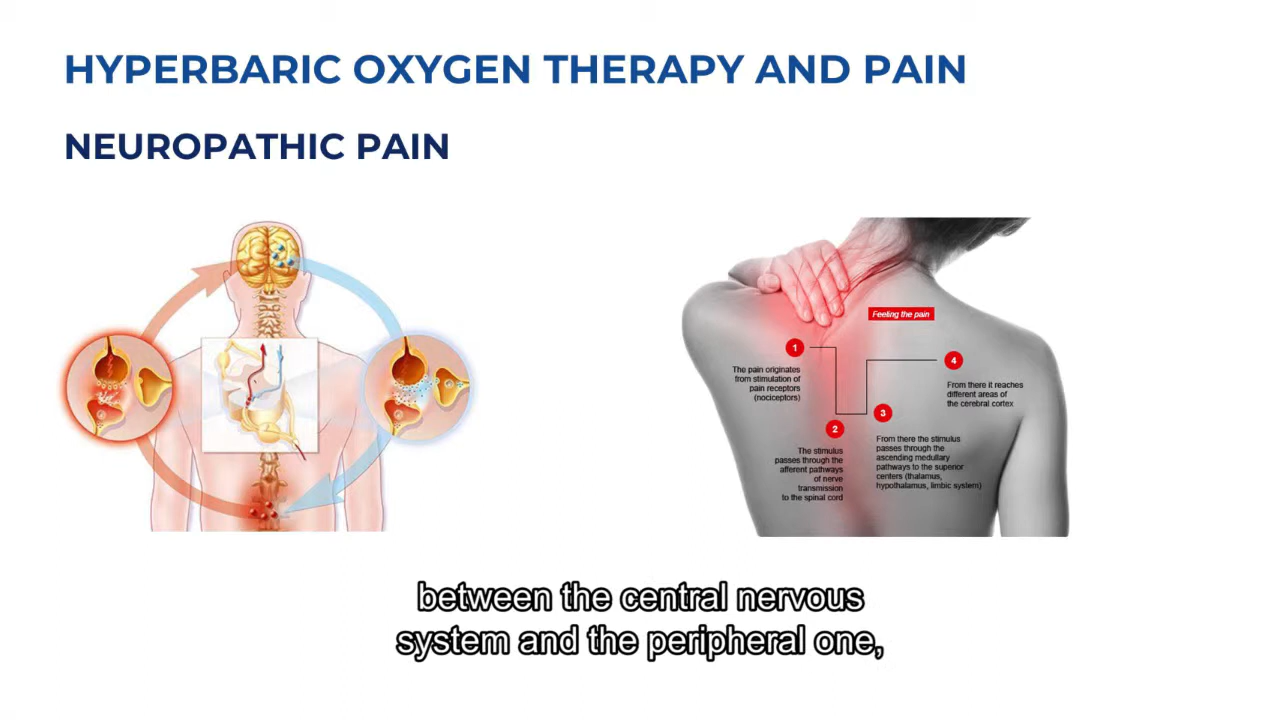 HYPERBARIC OXYGEN THERAPY AND PAIN
NEUROPATHIC PAIN
Feeling the pain
1
The pain originates
from stimulation of
pain receptors
(nociceptors)
2
The stimulus
passes through the
afferent pathways
of nerve
transmission
to the spinal cord
3
From there the stimulus
passes through the
ascending medullary
pathways to the superior
centers (thalamus,
hypothalamus, limbic system)
4
From there it reaches
different areas of
the cerebral cortex
between the central nervous
system and the peripheral one,